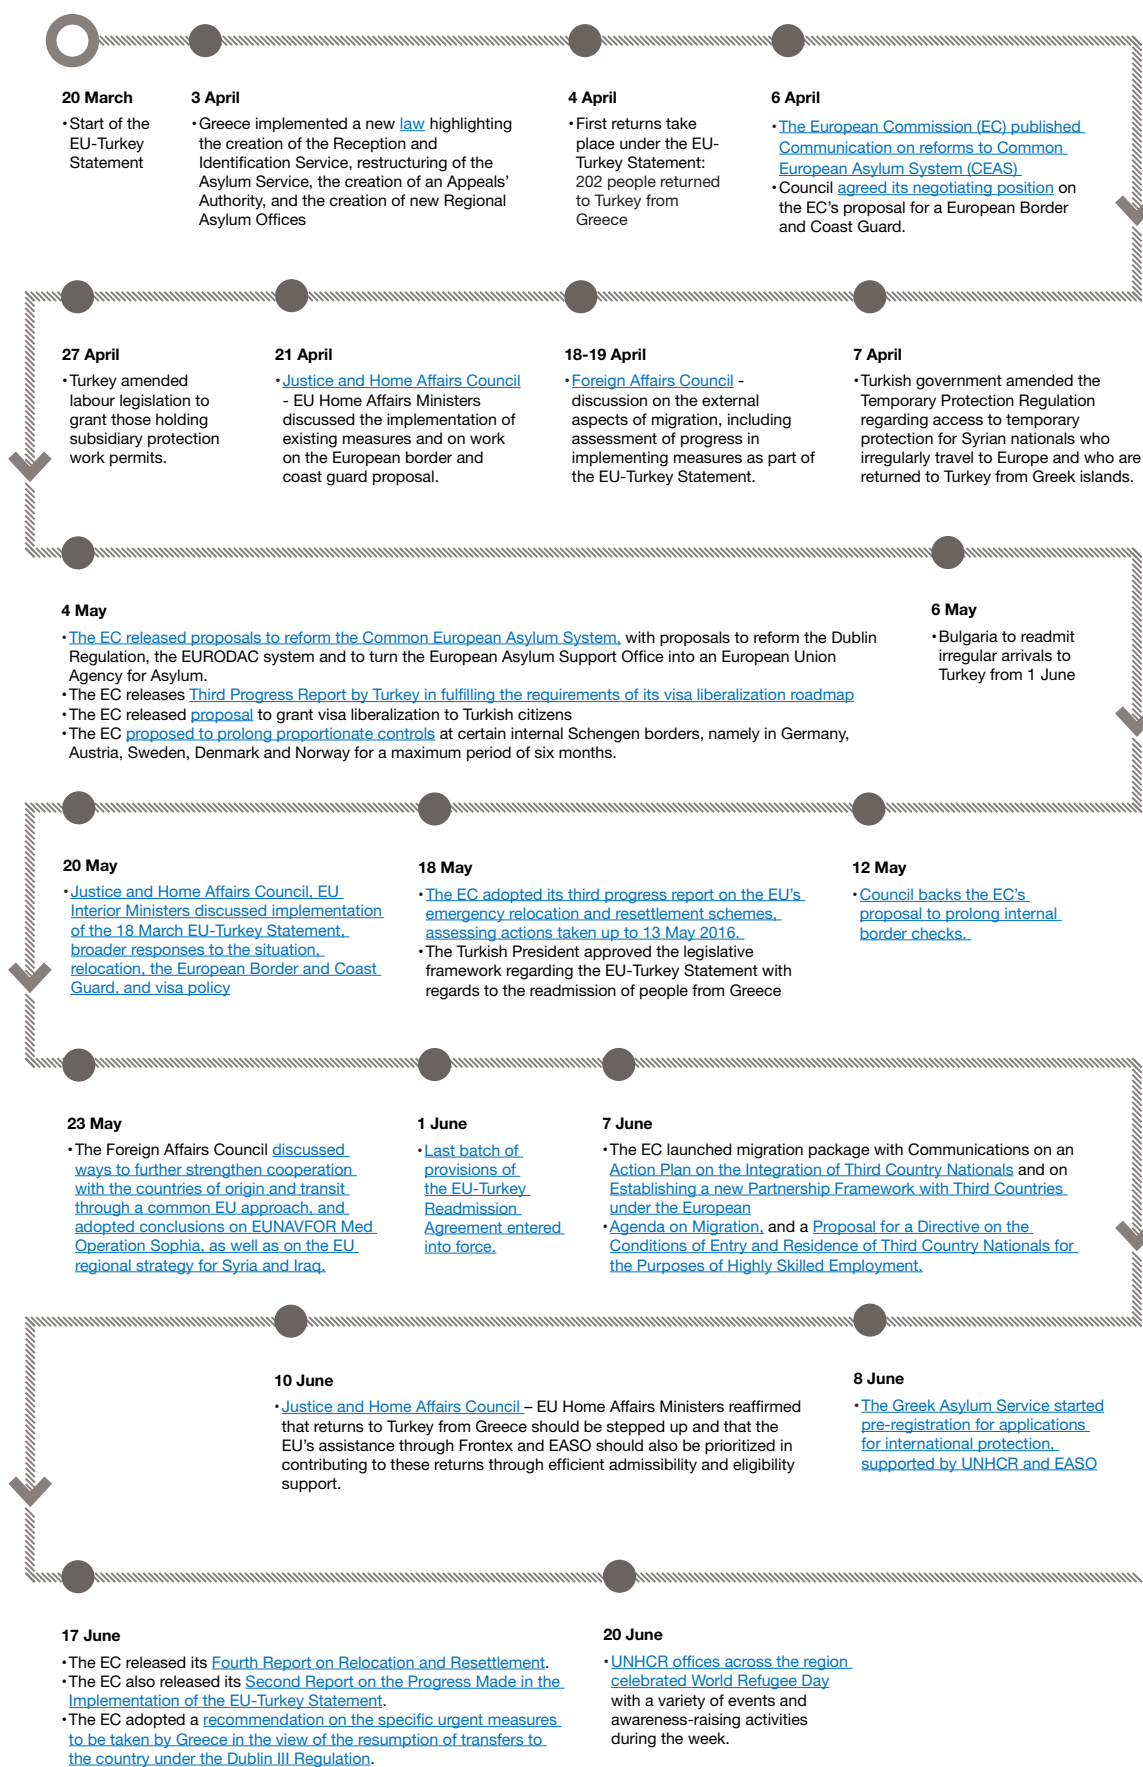 20 March
•Start of the
EU-Turkey
Statement
3 April
•Greece implemented a new law highlighting
the creation of the Reception and
Identification Service, restructuring of the
Asylum Service, the creation of an Appeals’
Authority, and the creation of new Regional
Asylum Offices
4 April
•First returns take
place under the EU-
Turkey Statement:
202 people returned
to Turkey from
Greece
6 April
•The European Commission (EC) published
Communication on reforms to Common
European Asylum System (CEAS)
•Council agreed its negotiating position on
the EC’s proposal for a European Border
and Coast Guard.
7 April
•Turkish government amended the
Temporary Protection Regulation
regarding access to temporary
protection for Syrian nationals who
irregularly travel to Europe and who are
returned to Turkey from Greek islands.
18-19 April
•Foreign Affairs Council -
discussion on the external
aspects of migration, including
assessment of progress in
implementing measures as part of
the EU-Turkey Statement.
21 April
•Justice and Home Affairs Council
- EU Home Affairs Ministers
discussed the implementation of
existing measures and on work
on the European border and
coast guard proposal.
27 April
•Turkey amended
labour legislation to
grant those holding
subsidiary protection
work permits.
4 May
•The EC released proposals to reform the Common European Asylum System, with proposals to reform the Dublin
Regulation, the EURODAC system and to turn the European Asylum Support Office into an European Union
Agency for Asylum.
•The EC releases Third Progress Report by Turkey in fulfilling the requirements of its visa liberalization roadmap
•The EC released proposal to grant visa liberalization to Turkish citizens
•The EC proposed to prolong proportionate controls at certain internal Schengen borders, namely in Germany,
Austria, Sweden, Denmark and Norway for a maximum period of six months.
6 May
•Bulgaria to readmit
irregular arrivals to
Turkey from 1 June
12 May
•Council backs the EC’s
proposal to prolong internal
border checks.
18 May
•The EC adopted its third progress report on the EU’s
emergency relocation and resettlement schemes,
assessing actions taken up to 13 May 2016.
•The Turkish President approved the legislative
framework regarding the EU-Turkey Statement with
regards to the readmission of people from Greece
20 May
•Justice and Home Affairs Council, EU
Interior Ministers discussed implementation
of the 18 March EU-Turkey Statement,
broader responses to the situation,
relocation, the European Border and Coast
Guard, and visa policy
23 May
•The Foreign Affairs Council discussed
ways to further strengthen cooperation
with the countries of origin and transit
through a common EU approach, and
adopted conclusions on EUNAVFOR Med
Operation Sophia, as well as on the EU
regional strategy for Syria and Iraq.
1 June
•Last batch of
provisions of
the EU-Turkey
Readmission
Agreement entered
into force.
7 June
•The EC launched migration package with Communications on an
Action Plan on the Integration of Third Country Nationals and on
Establishing a new Partnership Framework with Third Countries
under the European
•Agenda on Migration, and a Proposal for a Directive on the
Conditions of Entry and Residence of Third Country Nationals for
the Purposes of Highly Skilled Employment.
8 June
•The Greek Asylum Service started
pre-registration for applications
for international protection,
supported by UNHCR and EASO
10 June
•Justice and Home Affairs Council – EU Home Affairs Ministers reaffirmed
that returns to Turkey from Greece should be stepped up and that the
EU’s assistance through Frontex and EASO should also be prioritized in
contributing to these returns through efficient admissibility and eligibility
support.
17 June
•The EC released its Fourth Report on Relocation and Resettlement.
•The EC also released its Second Report on the Progress Made in the
Implementation of the EU-Turkey Statement.
•The EC adopted a recommendation on the specific urgent measures
to be taken by Greece in the view of the resumption of transfers to
the country under the Dublin III Regulation.
20 June
•UNHCR offices across the region
celebrated World Refugee Day
with a variety of events and
awareness-raising activities
during the week.